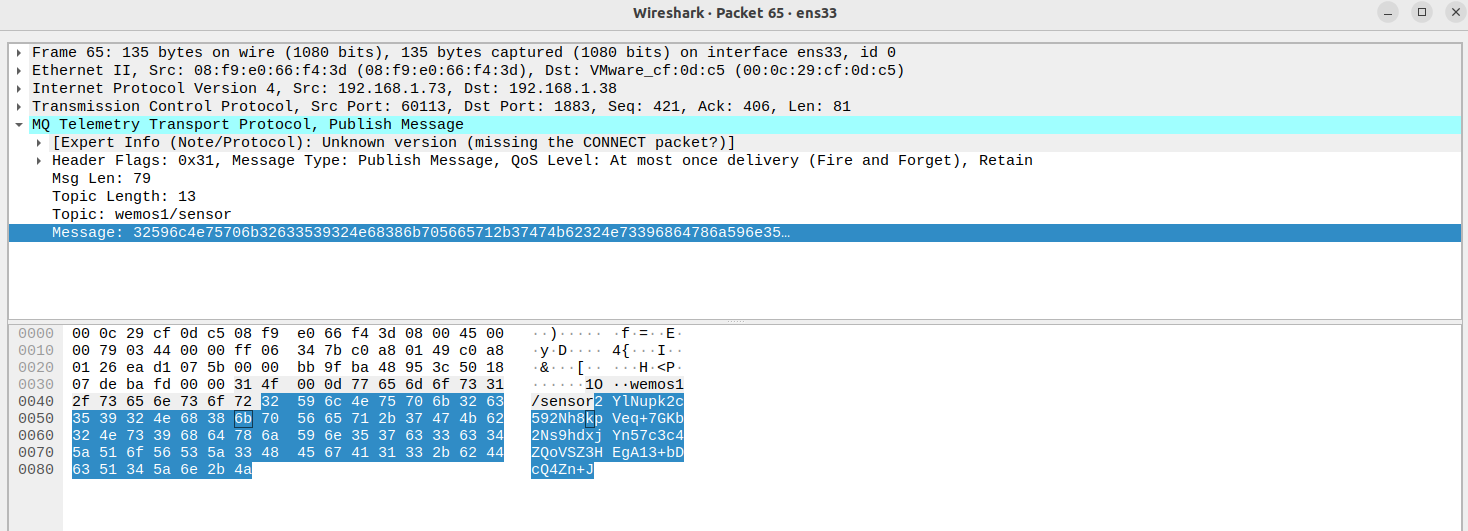 Wireshark · Packet 65 · ens33
Frame 65: 135 bytes on wire (1080 bits), 135 bytes captured (1080 bits) on interface ens33, id 0
Ethernet II, Src: 08:f9:e0:66:f4:3d (08:f9:e0:66:f4:3d), Dst: VMware_cf:0d:c5 (00:0c:29:cf:0d:c5)
Internet Protocol Version 4, Src: 192.168.1.73, Dst: 192.168.1.38
Transmission Control Protocol, Src Port: 60113, Dst Port: 1883, Seq: 421, Ack: 406, Len: 81
MQ Telemetry Transport Protocol, Publish Message
[Expert Info (Note/Protocol): Unknown version (missing the CONNECT packet?)]
Header Flags: 0x31, Message Type: Publish Message, QoS Level: At most once delivery (Fire and Forget), Retain
Msg Len: 79
Topic Length: 13
Topic: wemos1/sensor
Message: 32596c4e75706b32633539324e68386b705665712b37474b62324e73396864786a596e35…
0000 00 0c 29 cf 0d c5 08 f9 e0 66 f4 3d 08 00 45 00 ··)····· ·f·=··E·
0010 00 79 03 44 00 00 ff 06 34 7b c0 a8 01 49 c0 a8 ·y·D···· 4{···I··
0020 01 26 ea d1 07 5b 00 00 bb 9f ba 48 95 3c 50 18 ·&···[·· ···H·<P·
0030 07 de ba fd 00 00 31 4f 00 0d 77 65 6d 6f 73 31 ······1O ··wemos1
0040 2f 73 65 6e 73 6f 72 32 59 6c 4e 75 70 6b 32 63 /sensor2 YlNupk2c
0050 35 39 32 4e 68 38 6b 70 56 65 71 2b 37 47 4b 62 592Nh8kp Veq+7GKb
0060 32 4e 73 39 68 64 78 6a 59 6e 35 37 63 33 63 34 2Ns9hdxj Yn57c3c4
0070 5a 51 6f 56 53 5a 33 48 45 67 41 31 33 2b 62 44 ZQoVSZ3H EgA13+bD
0080 63 51 34 5a 6e 2b 4a cQ4Zn+J